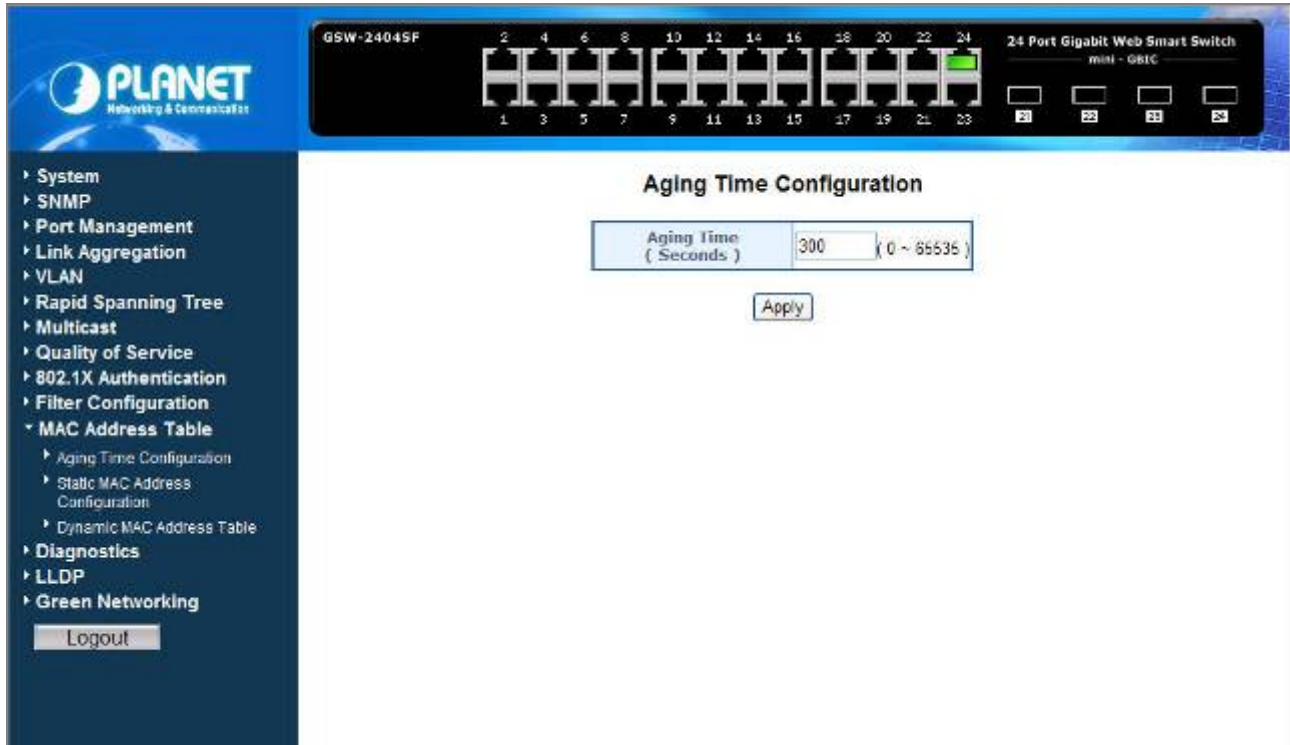 PLANET
Networking & Communication
GSW-2404SF
2 4 6 8 10 12 14 16 18 20 22 24
1 3 5 7 9 11 13 15 17 19 21 23
24 Port Gigabit Web Smart Switch
mini - GBIC
21 22 23 24
System
SNMP
Port Management
Link Aggregation
VLAN
Rapid Spanning Tree
Multicast
Quality of Service
802.1X Authentication
Filter Configuration
MAC Address Table
Aging Time Configuration
Static MAC Address
Configuration
Dynamic MAC Address Table
Diagnostics
LLDP
Green Networking
Logout
Aging Time Configuration
Aging Time
( Seconds )
300 ( 0 ~ 65535 )
Apply